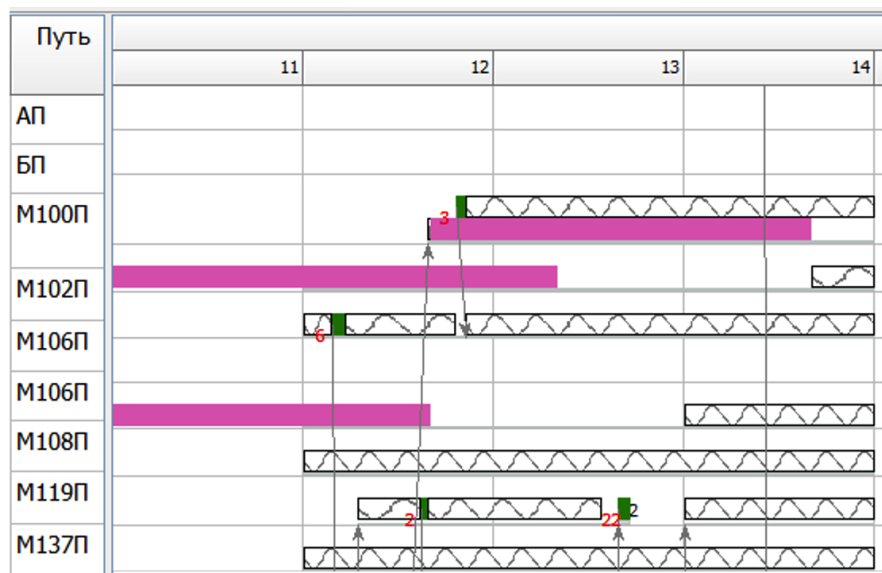 Путь
11 12 13 14
АП
БП
М100П
3
М102П
М106П
6
М106П
М108П
М119П
2 22 2
М137П